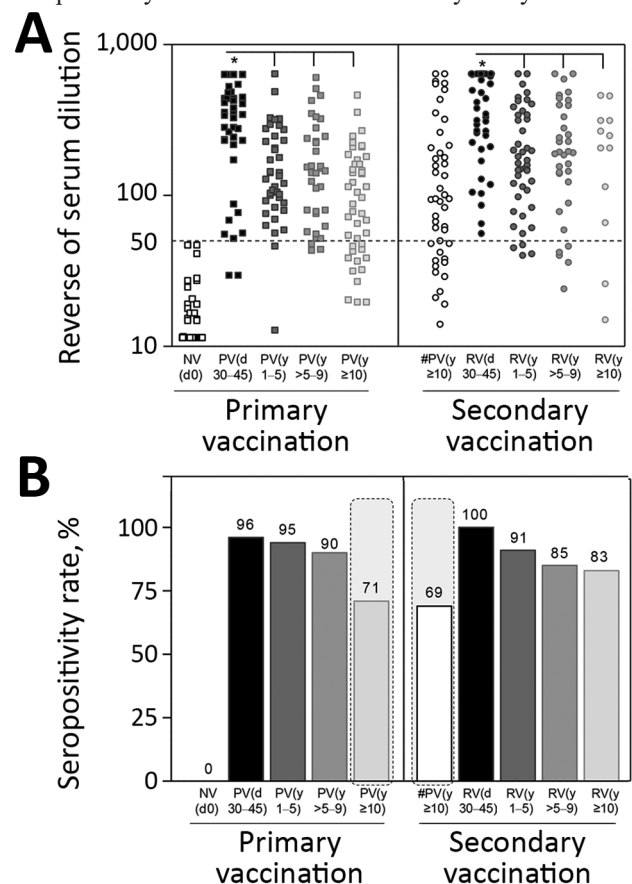 A
1,000
100
50
10
Reverse of serum dilution
*
*
NV (d0)
PV(d 30–45)
PV(y 1–5)
PV(y >5–9)
PV(y ≥10)
#PV(y ≥10)
RV(d 30–45)
RV(y 1–5)
RV(y >5–9)
RV(y ≥10)
Primary
vaccination
Secondary
vaccination
B
Seropositivity rate, %
100
75
50
25
0
0
96
95
90
71
69
100
91
85
83
NV (d0)
PV(d 30–45)
PV(y 1–5)
PV(y >5–9)
PV(y ≥10)
#PV(y ≥10)
RV(d 30–45)
RV(y 1–5)
RV(y >5–9)
RV(y ≥10)
Primary
vaccination
Secondary
vaccination